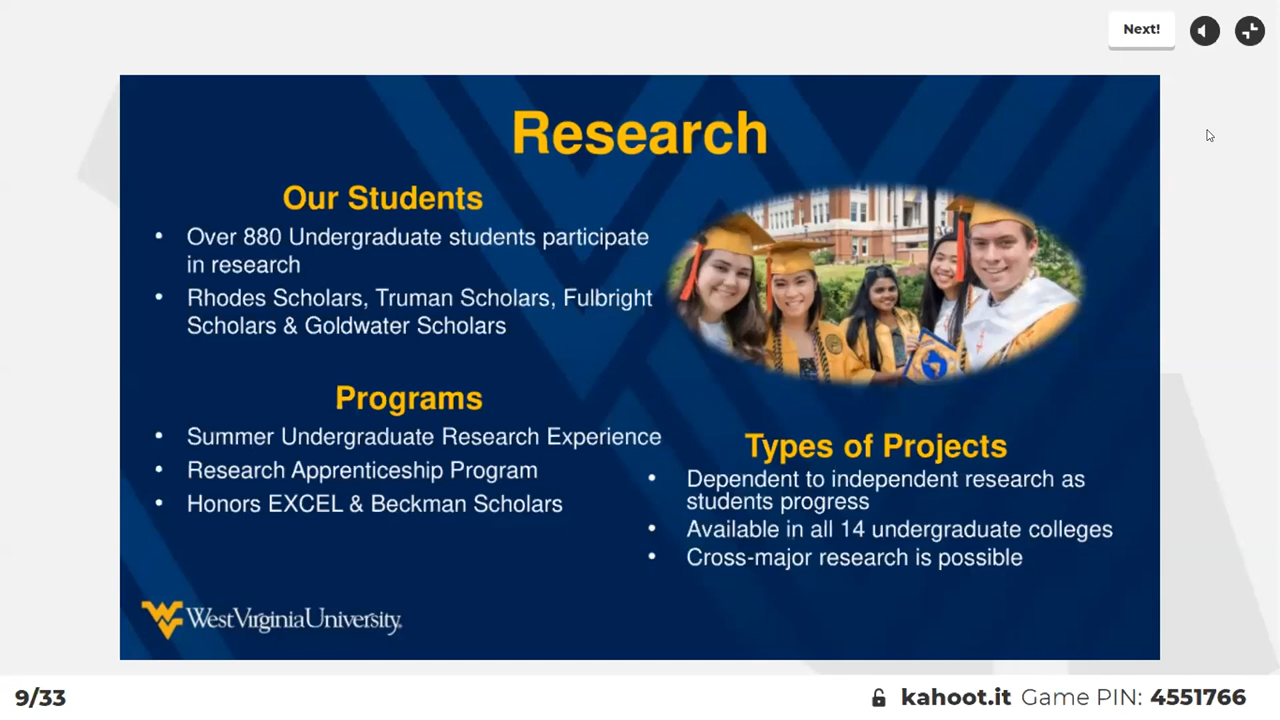 Next!
Research
Our Students
• Over 880 Undergraduate students participate
in research
• Rhodes Scholars, Truman Scholars, Fulbright
Scholars & Goldwater Scholars
Programs
• Summer Undergraduate Research Experience
• Research Apprenticeship Program
• Honors EXCEL & Beckman Scholars
Types of Projects
• Dependent to independent research as
students progress
• Available in all 14 undergraduate colleges
• Cross-major research is possible
WestVirginiaUniversity.
9/33
kahoot.it Game PIN: 4551766